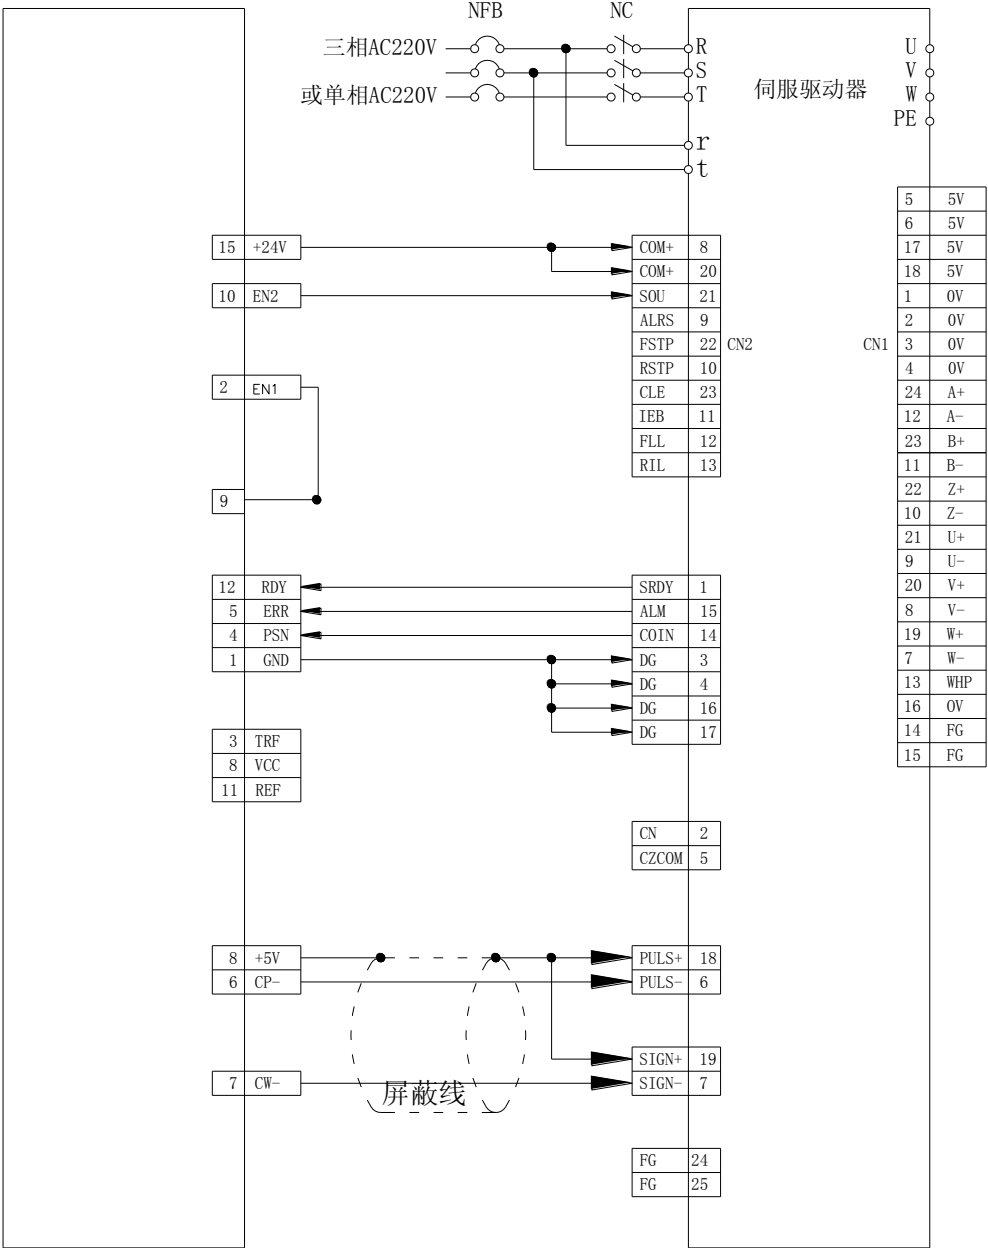 NFB NC
三相AC220V R U
S V
或单相AC220V T 伺服驱动器 W
PE
r
t
5 5V
6 5V
15 +24V COM+ 8 17 5V
COM+ 20 18 5V
10 EN2 SOU 21 1 0V
ALRS 9 2 0V
FSTP 22 CN2 CN1 3 0V
RSTP 10 4 0V
2 EN1 CLE 23 24 A+
IEB 11 12 A-
FLL 12 23 B+
RIL 13 11 B-
22 Z+
9 10 Z-
21 U+
9 U-
12 RDY SRDY 1 20 V+
5 ERR ALM 15 8 V-
4 PSN COIN 14 19 W+
1 GND DG 3 7 W-
DG 4 13 WHP
DG 16 16 0V
DG 17 14 FG
3 TRF 15 FG
8 VCC
11 REF
CN 2
CZCOM 5
8 +5V PULS+ 18
6 CP- PULS- 6
SIGN+ 19
7 CW- 屏蔽线 SIGN- 7
FG 24
FG 25